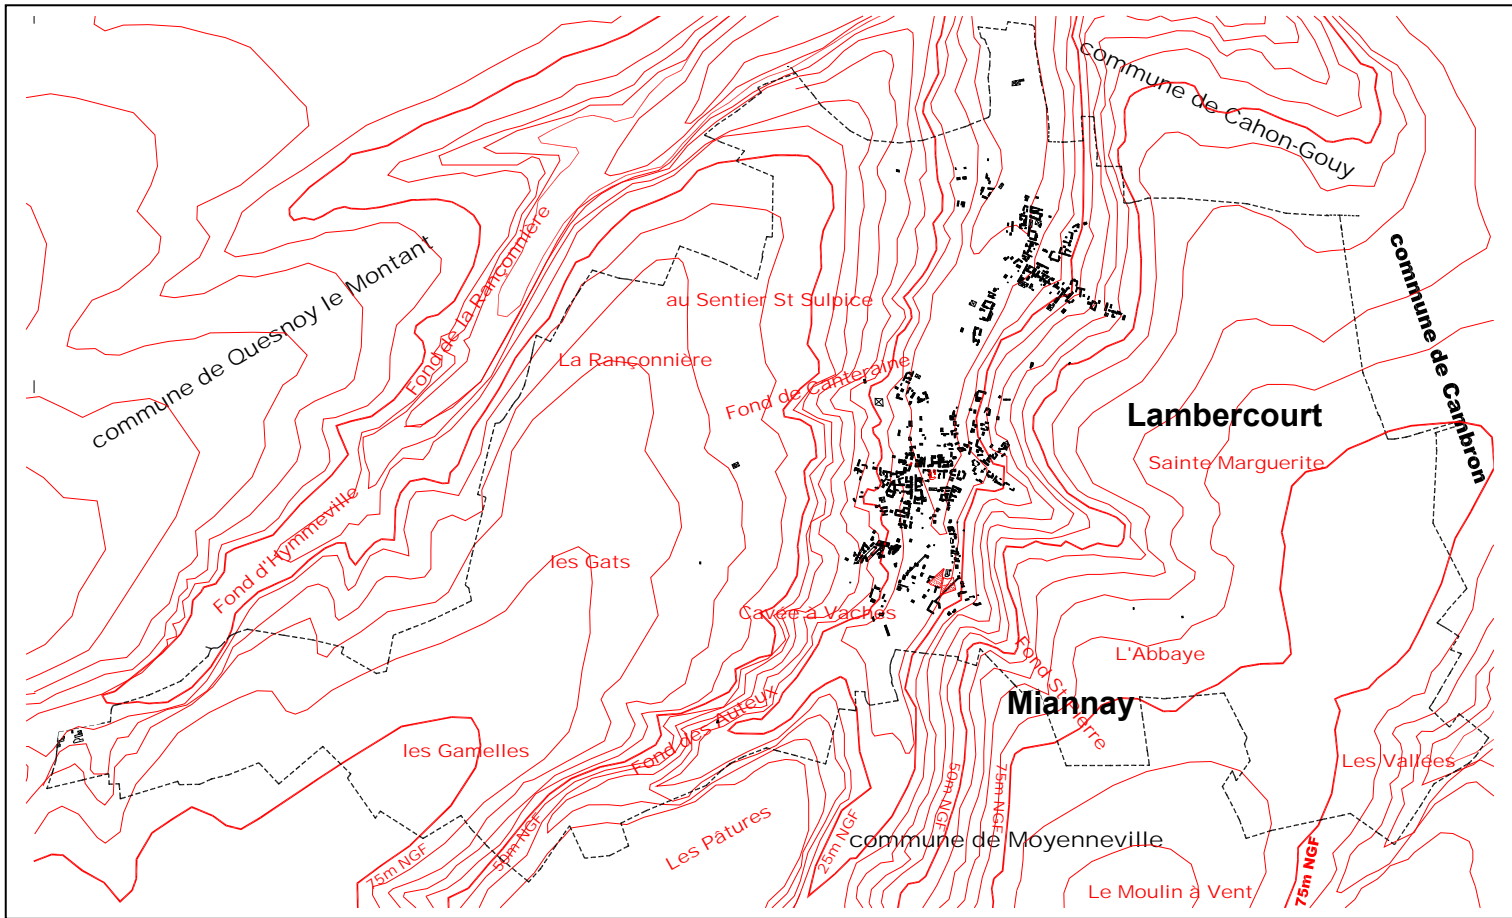 commune de Cahon-Gouy
Fond de la Rançonnière
commune de Quesnoy le Montant
au Sentier St Sulpice
commune de Cambron
La Rançonnière
Fond de Canteraine
Lambercourt
Sainte Marguerite
Fond d'Hymmeville
les Gats
Cavée à Vaches
Fond St Pierre
L'Abbaye
Miannay
Fond des Auteux
les Gamelles
Les Vallées
50m NGF
75m NGF
Les Pâtures
25m NGF
commune de Moyenneville
50m NGF
75m NGF
75m NGF
Le Moulin à Vent